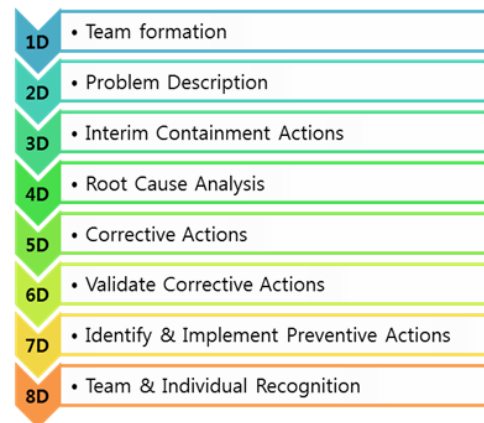 1D • Team formation
2D • Problem Description
3D • Interim Containment Actions
4D • Root Cause Analysis
5D • Corrective Actions
6D • Validate Corrective Actions
7D • Identify & Implement Preventive Actions
8D • Team & Individual Recognition